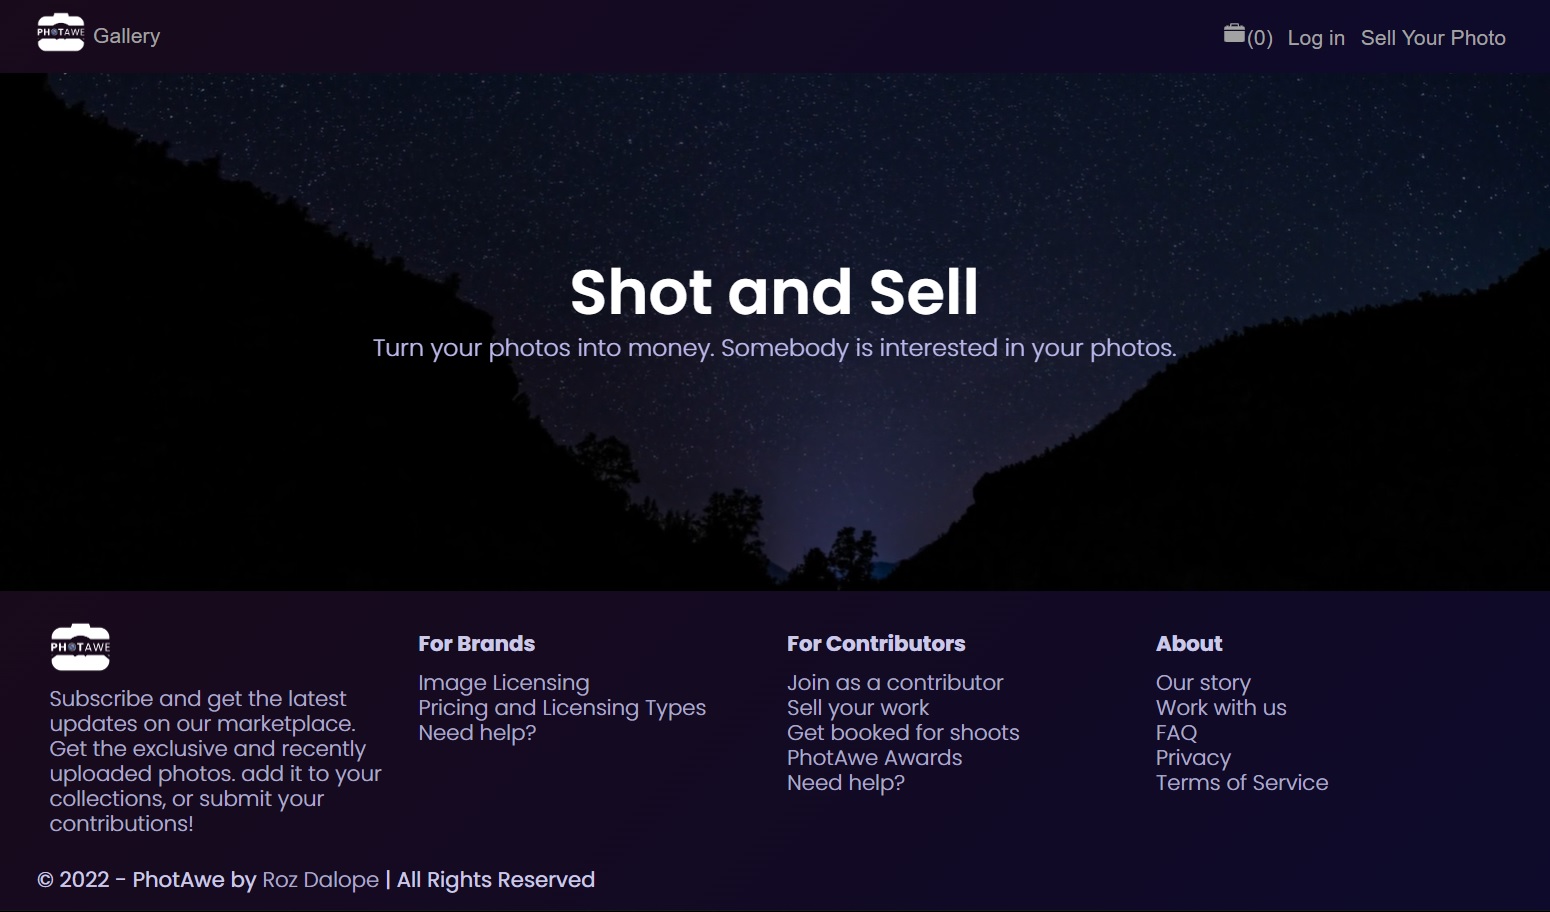 PHOTAWE Gallery (0) Log in Sell Your Photo
Shot and Sell
Turn your photos into money. Somebody is interested in your photos.
PHOTAWE
Subscribe and get the latest
updates on our marketplace.
Get the exclusive and recently
uploaded photos. add it to your
collections, or submit your
contributions!
For Brands
Image Licensing
Pricing and Licensing Types
Need help?
For Contributors
Join as a contributor
Sell your work
Get booked for shoots
PhotAwe Awards
Need help?
About
Our story
Work with us
FAQ
Privacy
Terms of Service
© 2022 - PhotAwe by Roz Dalope | All Rights Reserved